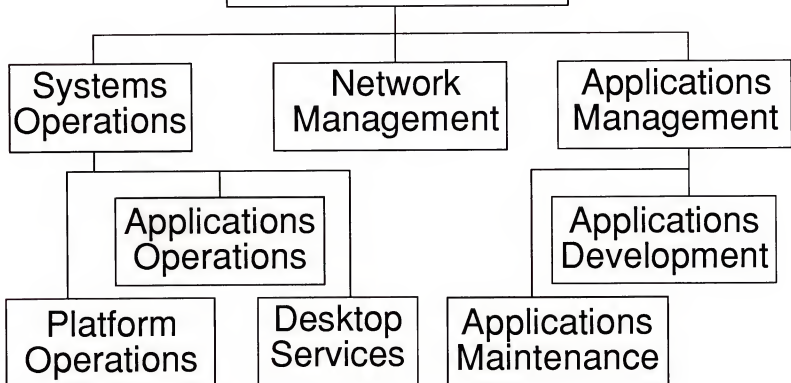 Systems
Operations
Network
Management
Applications
Management
Applications
Operations
Applications
Development
Platform
Operations
Desktop
Services
Applications
Maintenance